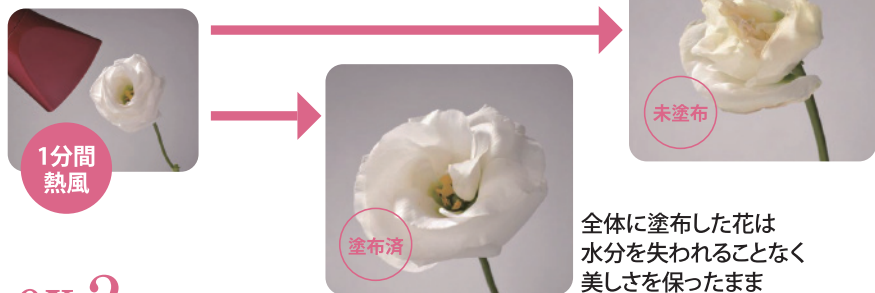 1分間
熱風
未塗布
塗布済
全体に塗布した花は
水分を失われることなく
美しさを保ったまま